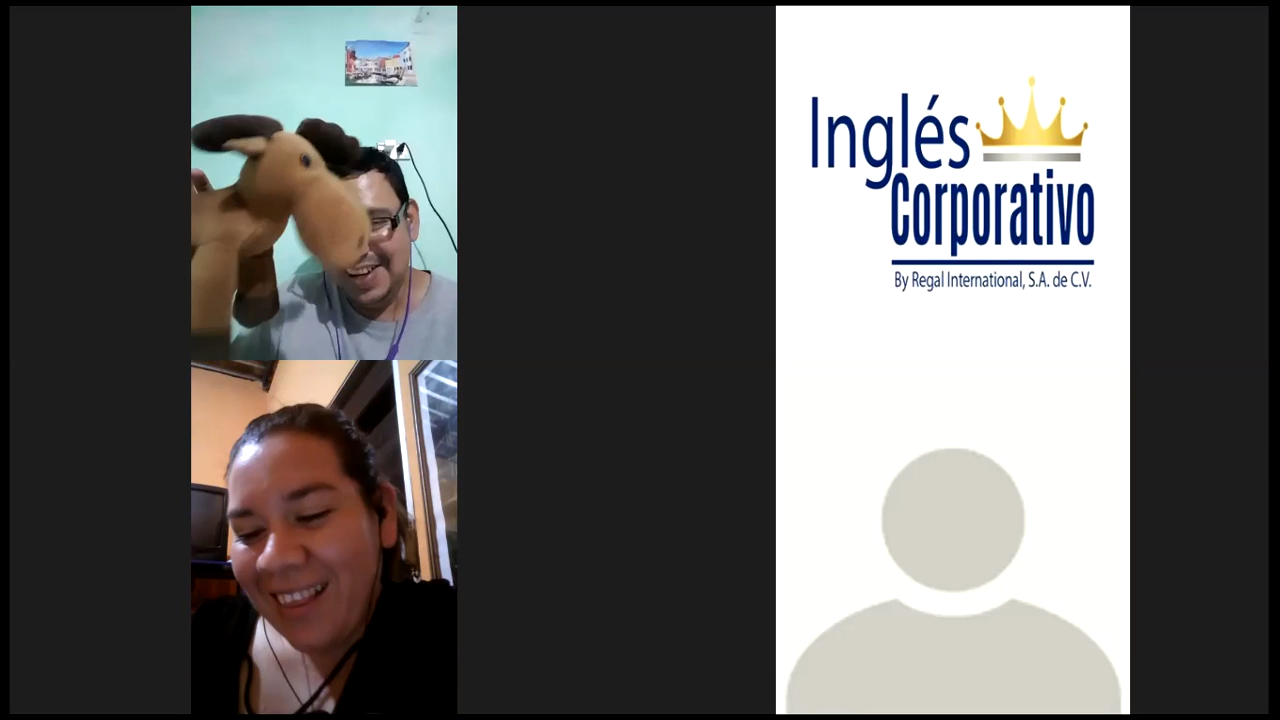 Inglés
Corporativo
By Regal International, S.A. de C.V.